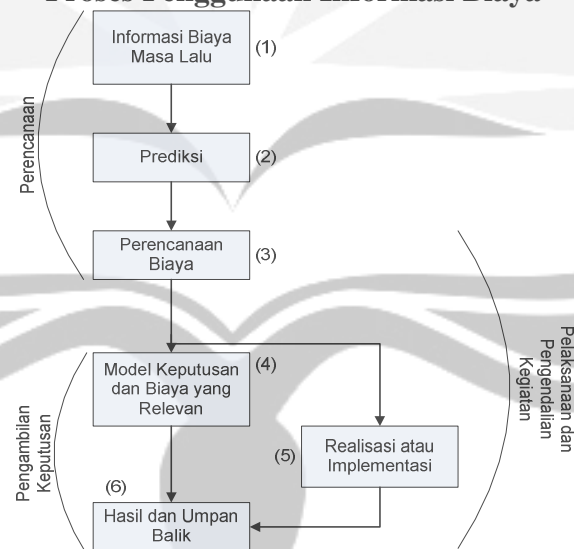 Proses Penggunaan Informasi Biaya
Informasi Biaya
Masa Lalu
(1)
Perencanaan
Prediksi
(2)
Perencanaan
Biaya
(3)
Model Keputusan
dan Biaya yang
Relevan
(4)
Pengambilan
Keputusan
Realisasi atau
Implementasi
(5)
Pelaksanaan dan
Pengendalian
Kegiatan
(6)
Hasil dan Umpan
Balik